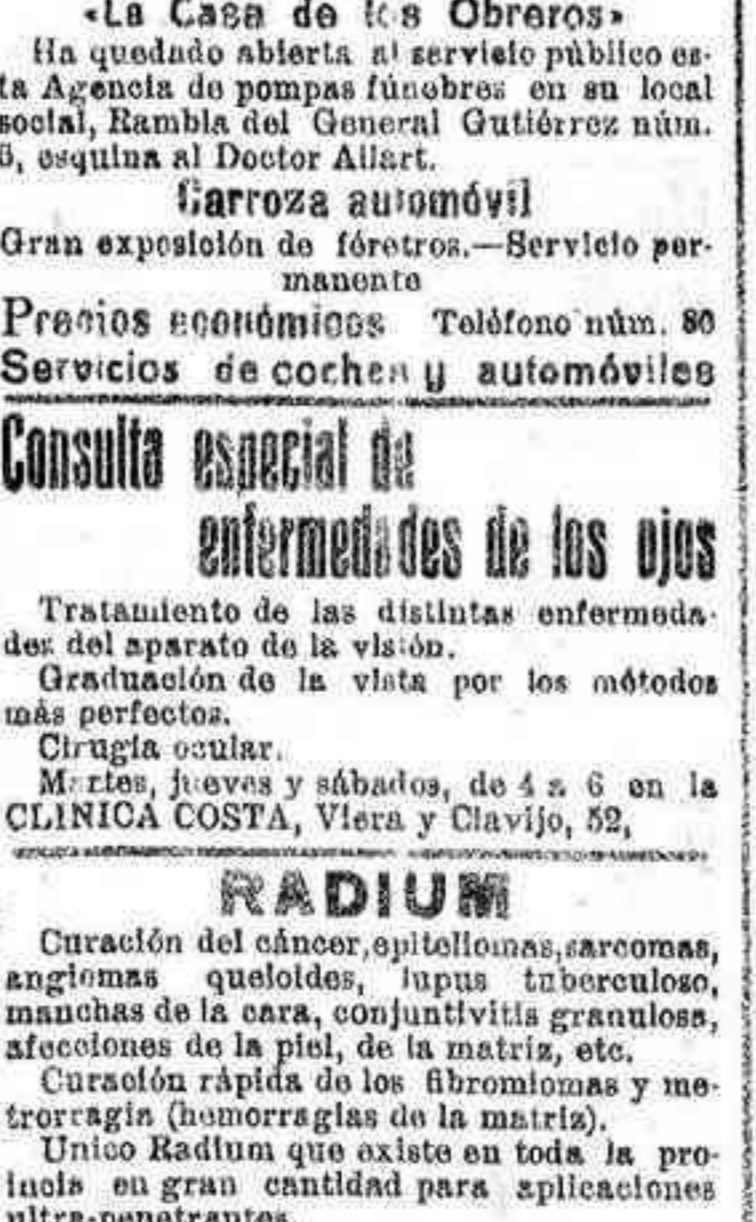 «La Casa de los Obreros»
Ha quedado abierta al servicio público es-
ta Agencia de pompas fúnebres en su local
social, Rambla del General Gutiérrez núm.
esquina al Doctor Allart.
Carroza automóvil
Gran exposición de féretros.—Servicio per-
manente
Precios económicos Teléfono núm. 80
Servicios de coches y automóviles
Consulta especial de
enfermedades de los ojos
Tratamiento de las distintas enfermeda-
des del aparato de la visión.
Graduación de la vista por los métodos
más perfectos.
Cirugía ocular.
Martes, jueves y sábados, de 4 a 6 en la
CLINICA COSTA, Viera y Clavijo, 52,
RADIUM
Curación del cáncer, epiteliomas, sarcomas,
angiomas queloides, lupus tuberculoso,
manchas de la cara, conjuntivitis granulosa,
afecciones de la piel, de la matriz, etc.
Curación rápida de los fibromiomas y me-
trorragia (hemorragias de la matriz).
Unico Radium que existe en toda la pro-
incia en gran cantidad para aplicaciones
ultra-penetrantes.